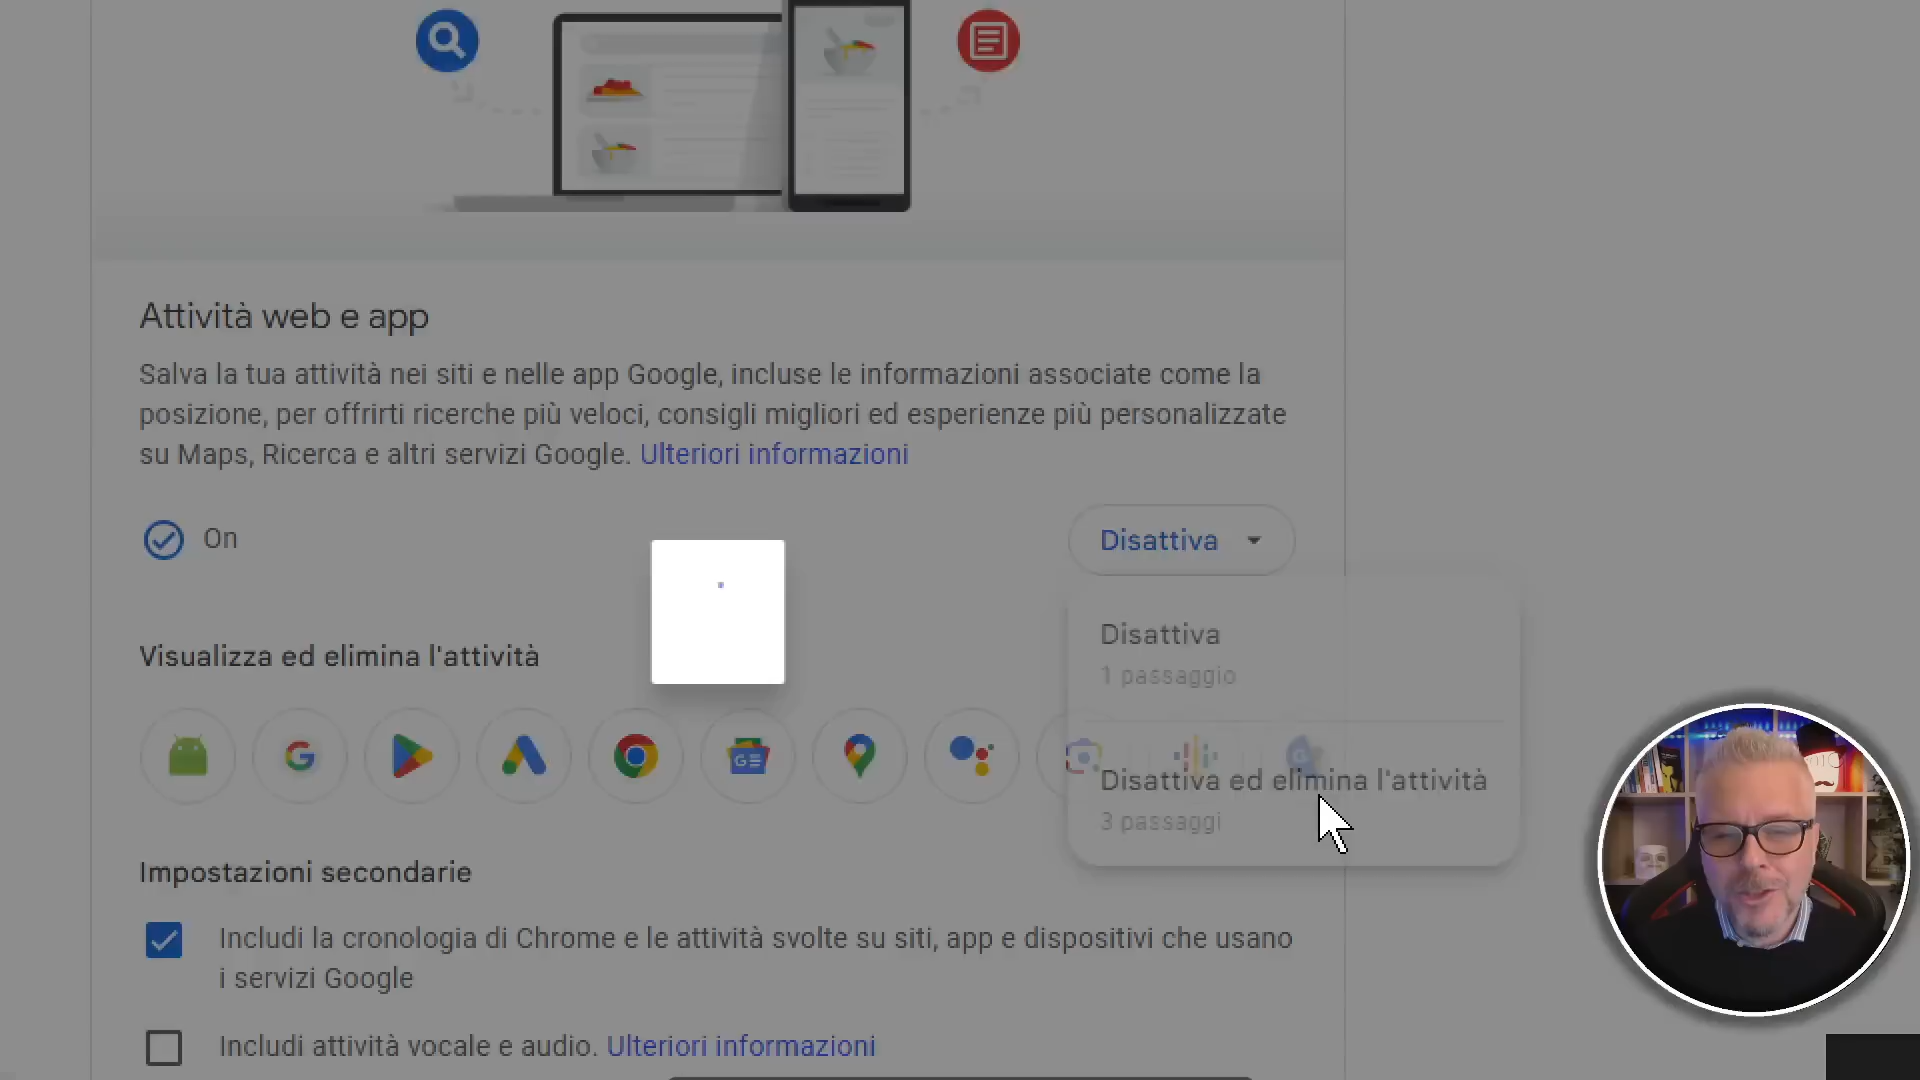 Attività web e app
Salva la tua attività nei siti e nelle app Google, incluse le informazioni associate come la
posizione, per offrirti ricerche più veloci, consigli migliori ed esperienze più personalizzate
su Maps, Ricerca e altri servizi Google. Ulteriori informazioni
On
Disattiva
Disattiva
1 passaggio
Visualizza ed elimina l'attività
Disattiva ed elimina l'attività
3 passaggi
Impostazioni secondarie
Includi la cronologia di Chrome e le attività svolte su siti, app e dispositivi che usano
i servizi Google
Includi attività vocale e audio. Ulteriori informazioni